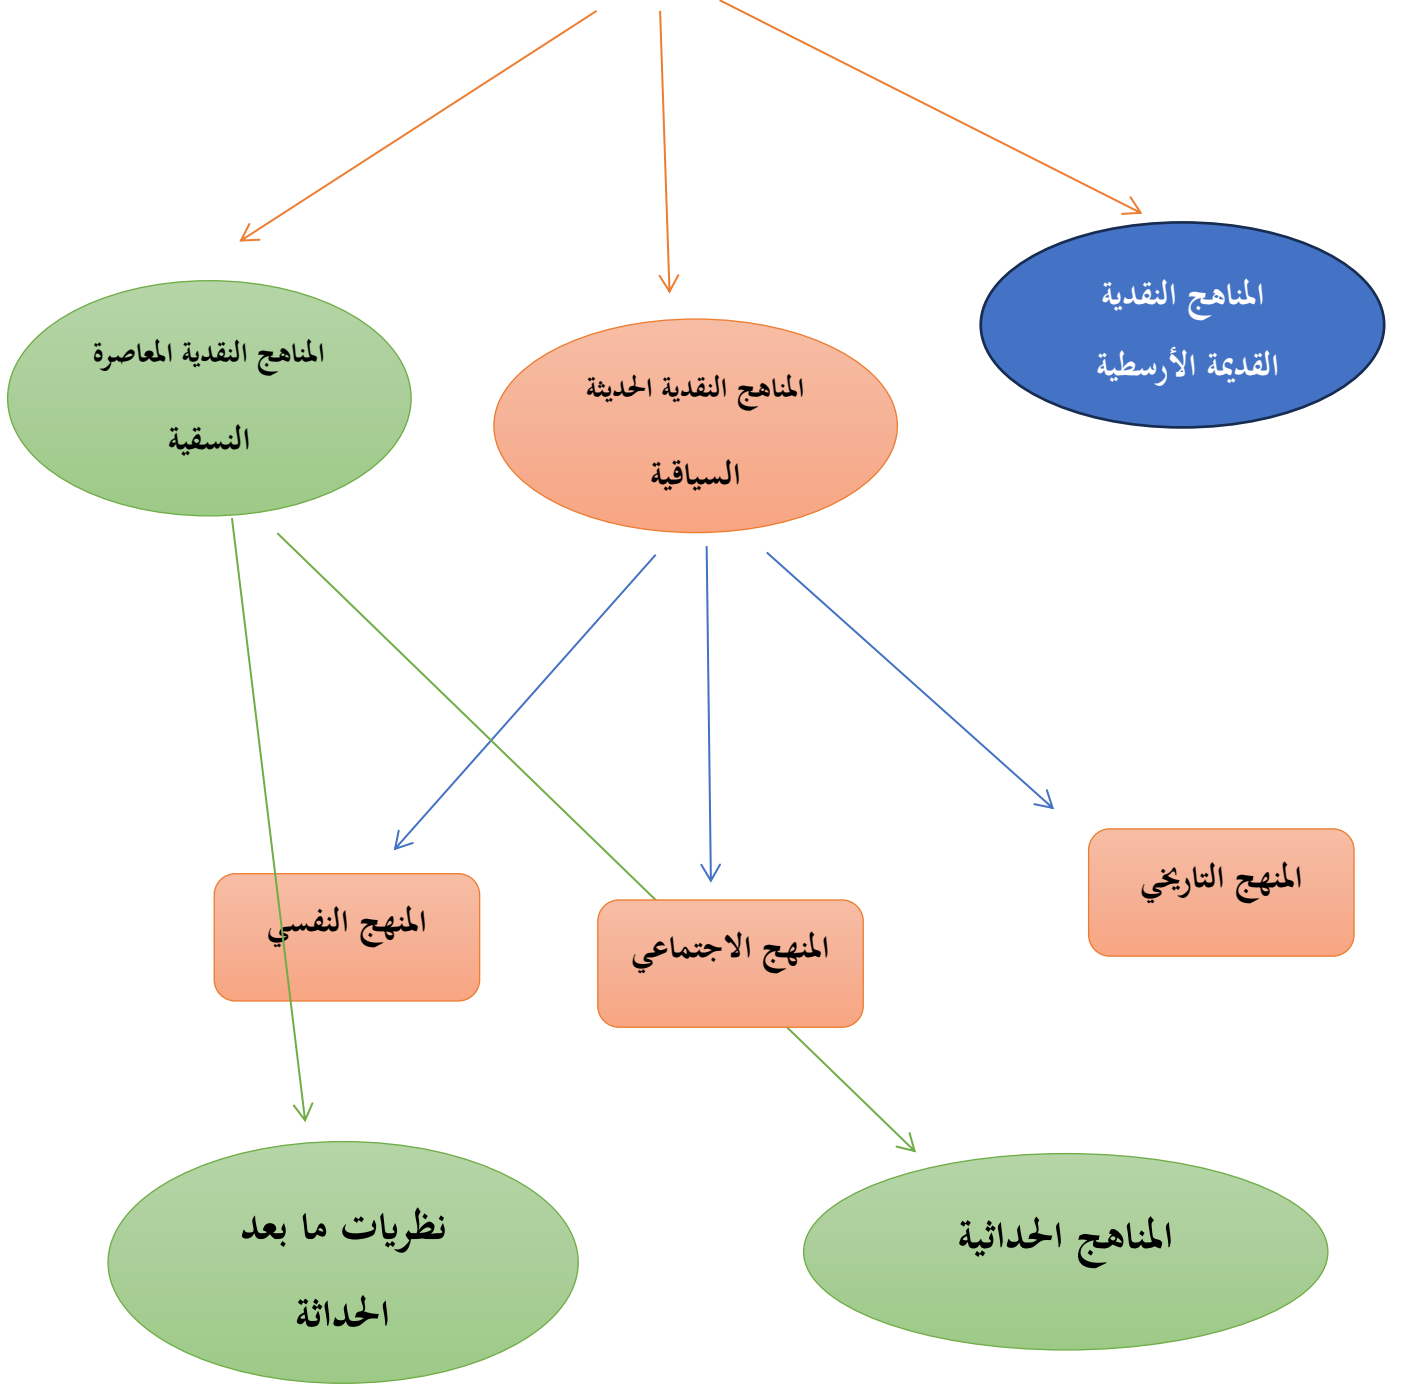 المناهج النقدية
القديمة الأرسطية
المناهج النقدية الحديثة
السياقية
المناهج النقدية المعاصرة
النسقية
المنهج التاريخي
المنهج الاجتماعي
المنهج النفسي
المناهج الحداثية
نظريات ما بعد
الحداثة